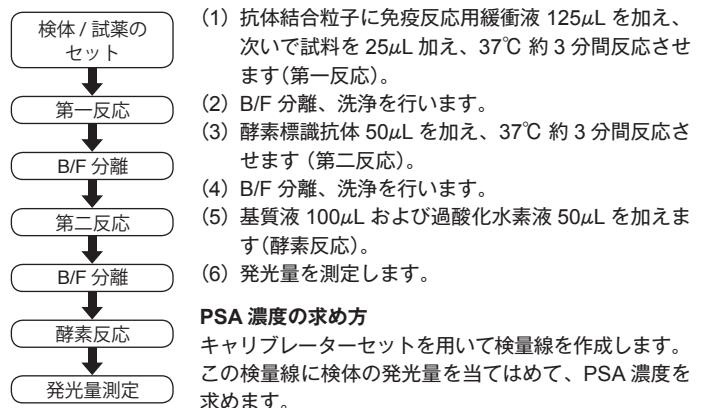 検体 / 試薬の
セット
第一反応
B/F 分離
第二反応
B/F 分離
酵素反応
発光量測定
(1) 抗体結合粒子に免疫反応用緩衝液 125μL を加え、
次いで試料を 25μL 加え、37℃ 約 3 分間反応させ
ます(第一反応)。
(2) B/F 分離、洗浄を行います。
(3) 酵素標識抗体 50μL を加え、37℃ 約 3 分間反応さ
せます (第二反応)。
(4) B/F 分離、洗浄を行います。
(5) 基質液 100μL および過酸化水素液 50μL を加えま
す(酵素反応)。
(6) 発光量を測定します。
PSA 濃度の求め方
キャリブレーターセットを用いて検量線を作成します。
この検量線に検体の発光量を当てはめて、PSA 濃度を
求めます。